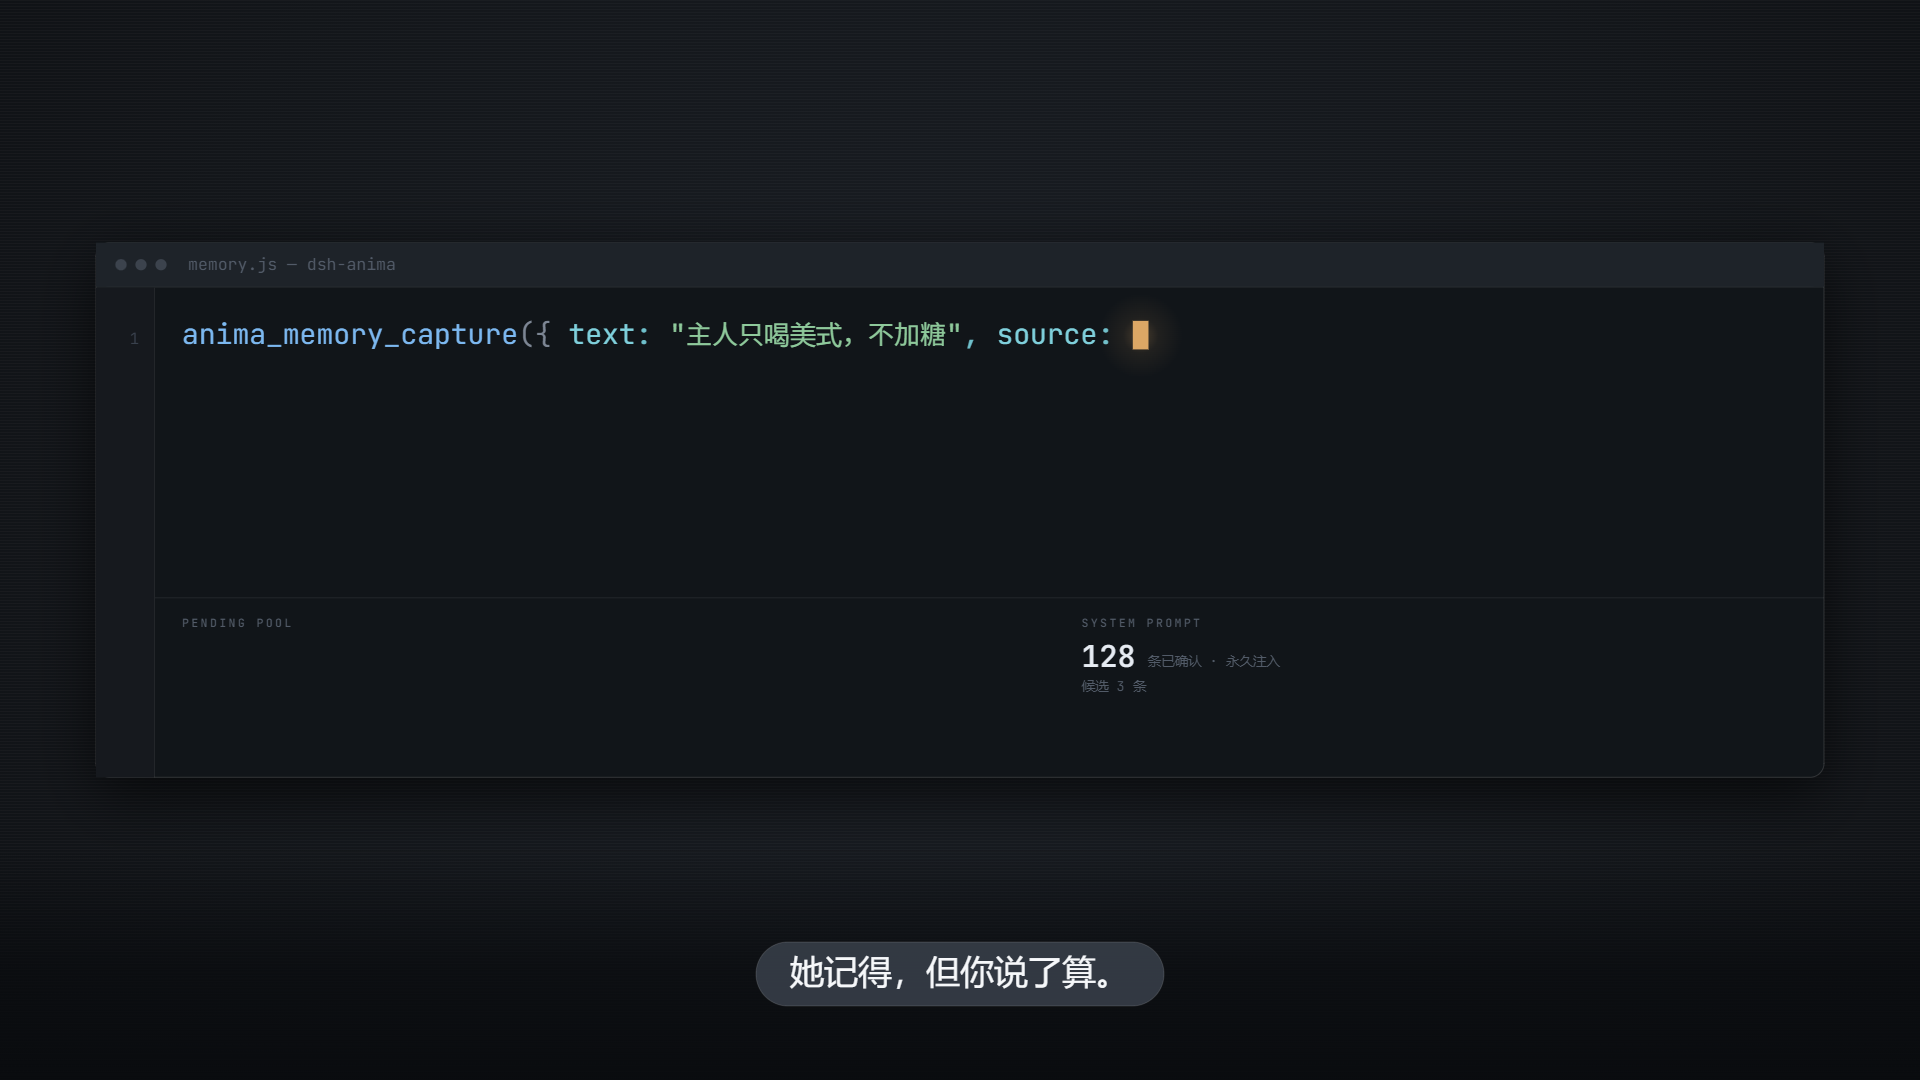 memory.js — dsh-anima
1
anima_memory_capture({ text: "主人只喝美式，不加糖", source:
PENDING POOL
SYSTEM PROMPT
128 条已确认 · 永久注入
候选 3 条
她记得，但你说了算。